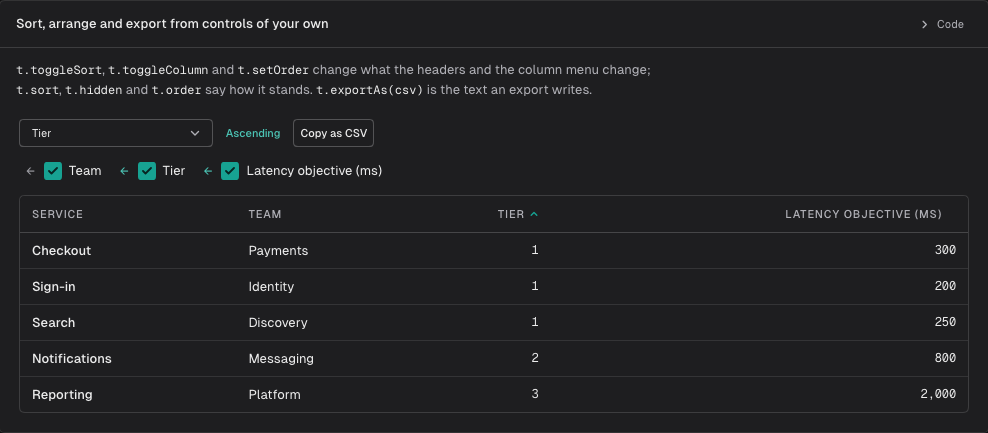 Sort, arrange and export from controls of your own
Code
t.toggleSort, t.toggleColumn and t.setOrder change what the headers and the column menu change;
t.sort, t.hidden and t.order say how it stands. t.exportAs(csv) is the text an export writes.
Tier Ascending Copy as CSV
← Team ← Tier ← Latency objective (ms)
SERVICE TEAM TIER LATENCY OBJECTIVE (MS)
Checkout Payments 1 300
Sign-in Identity 1 200
Search Discovery 1 250
Notifications Messaging 2 800
Reporting Platform 3 2,000